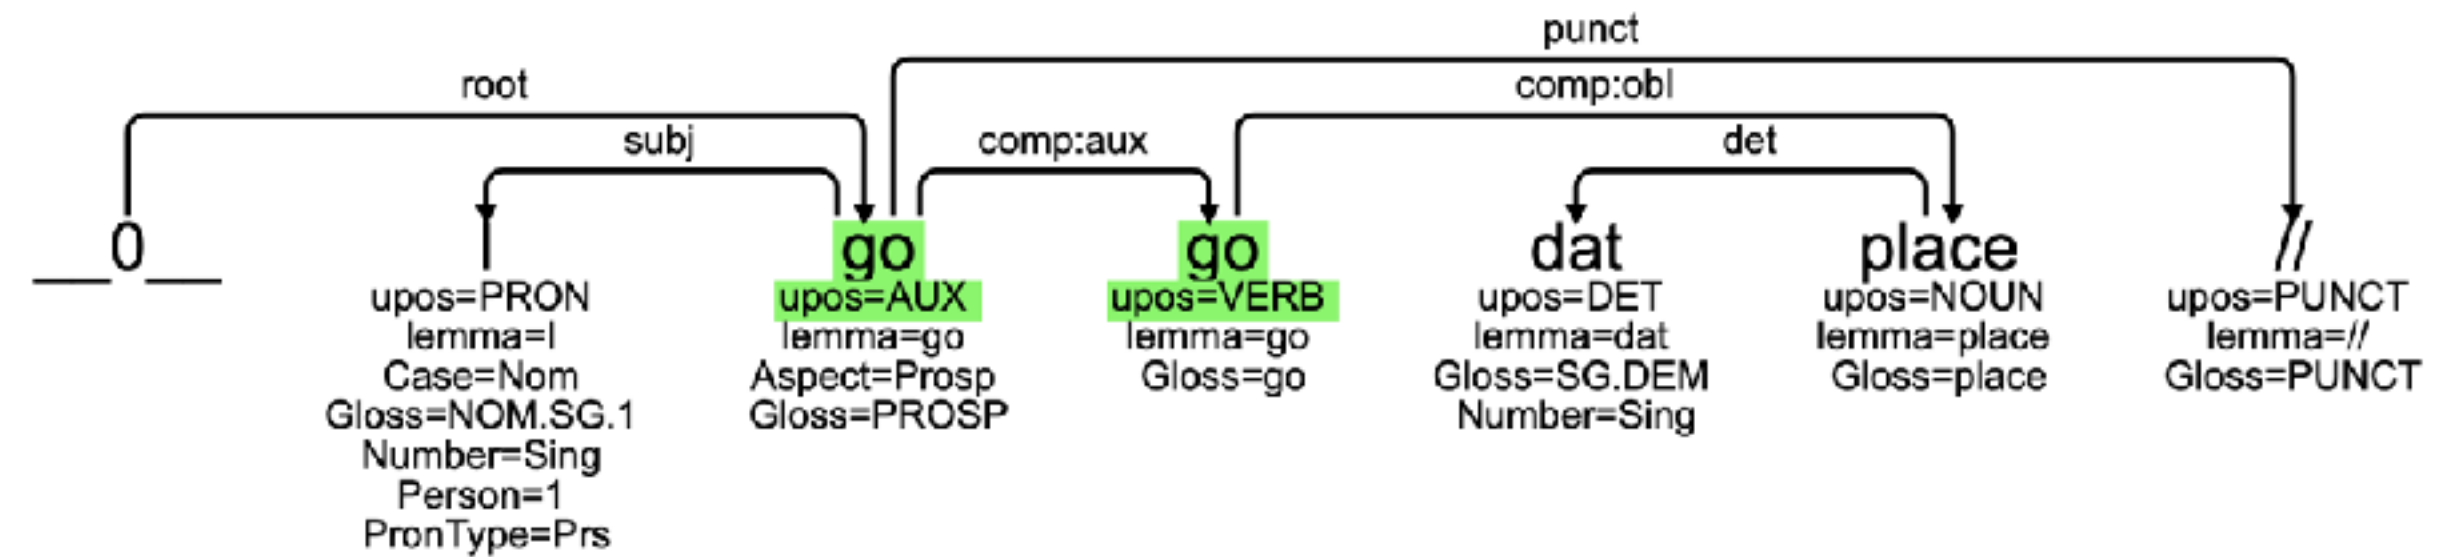 punct
root comp:obl
subj comp:aux det
__0__ I go go dat place //
upos=PRON upos=AUX upos=VERB upos=DET upos=NOUN upos=PUNCT
lemma=I lemma=go lemma=go lemma=dat lemma=place lemma=//
Case=Nom Aspect=Prosp Gloss=go Gloss=SG.DEM Gloss=place Gloss=PUNCT
Gloss=NOM.SG.1 Gloss=PROSP Number=Sing
Number=Sing
Person=1
PronType=Prs